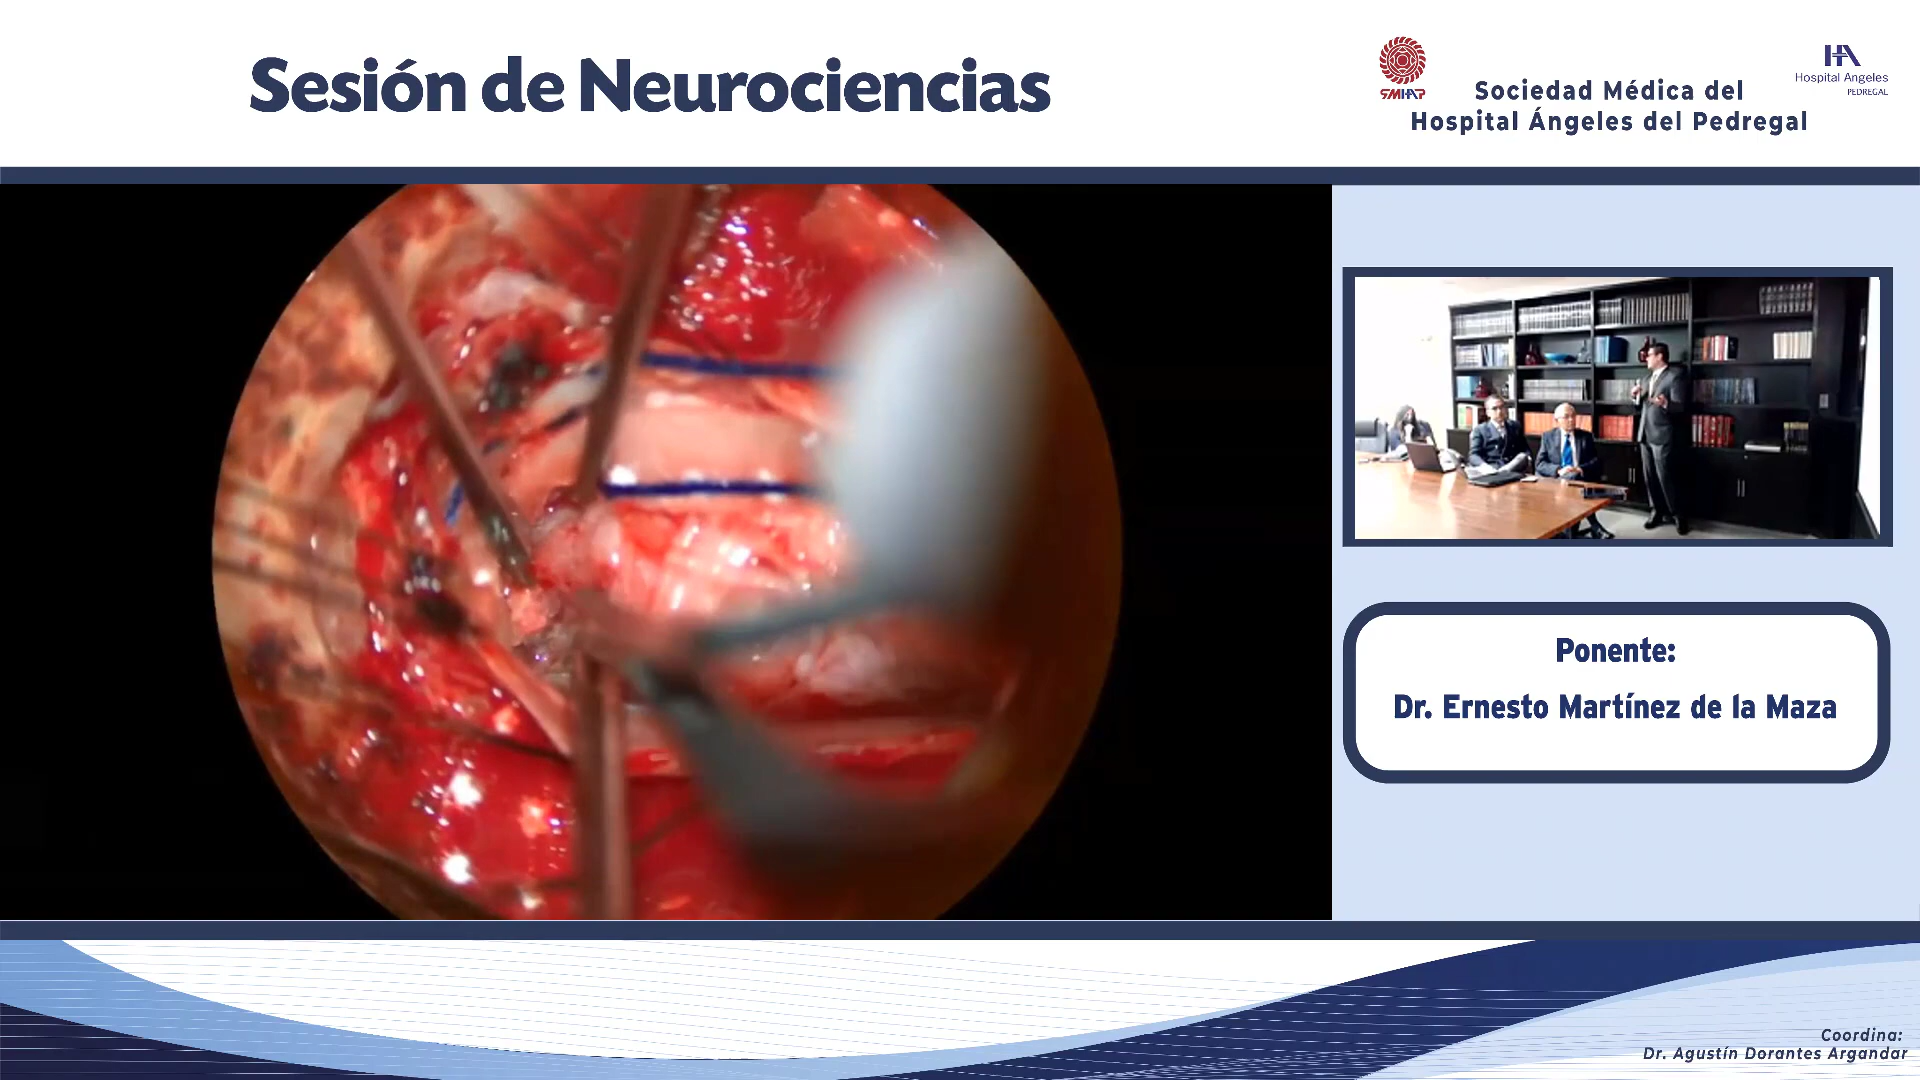 Sesión de Neurociencias
SMHAP
Sociedad Médica del
Hospital Ángeles del Pedregal
HA
Hospital Angeles
PEDREGAL
Ponente:
Dr. Ernesto Martínez de la Maza
Coordina:
Dr. Agustín Dorantes Argandar